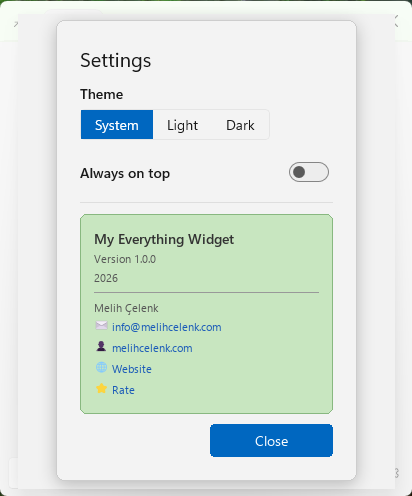 Settings
Theme
System Light Dark
Always on top
My Everything Widget
Version 1.0.0
2026
Melih Çelenk
info@melihcelenk.com
melihcelenk.com
Website
Rate
Close